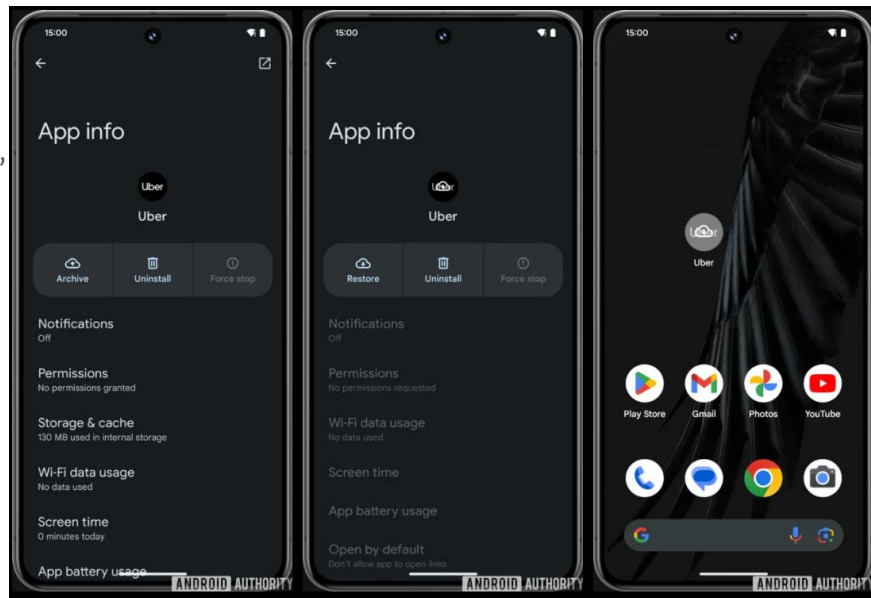 ,
15:00
App info
Uber
Uber
Archive
Uninstall
Force stop
Notifications
Off
Permissions
No permissions granted
Storage & cache
130 MB used in internal storage
Wi-Fi data usage
No data used
Screen time
0 minutes today
App battery usage
ANDROID AUTHORITY
15:00
App info
Uber
Uber
Restore
Uninstall
Force stop
Notifications
Off
Permissions
No permissions requested
Wi-Fi data usage
No data used
Screen time
App battery usage
Open by default
Don't allow app to open links
ANDROID AUTHORITY
15:00
Uber
Uber
Play Store
Gmail
Photos
YouTube
ANDROID AUTHORITY